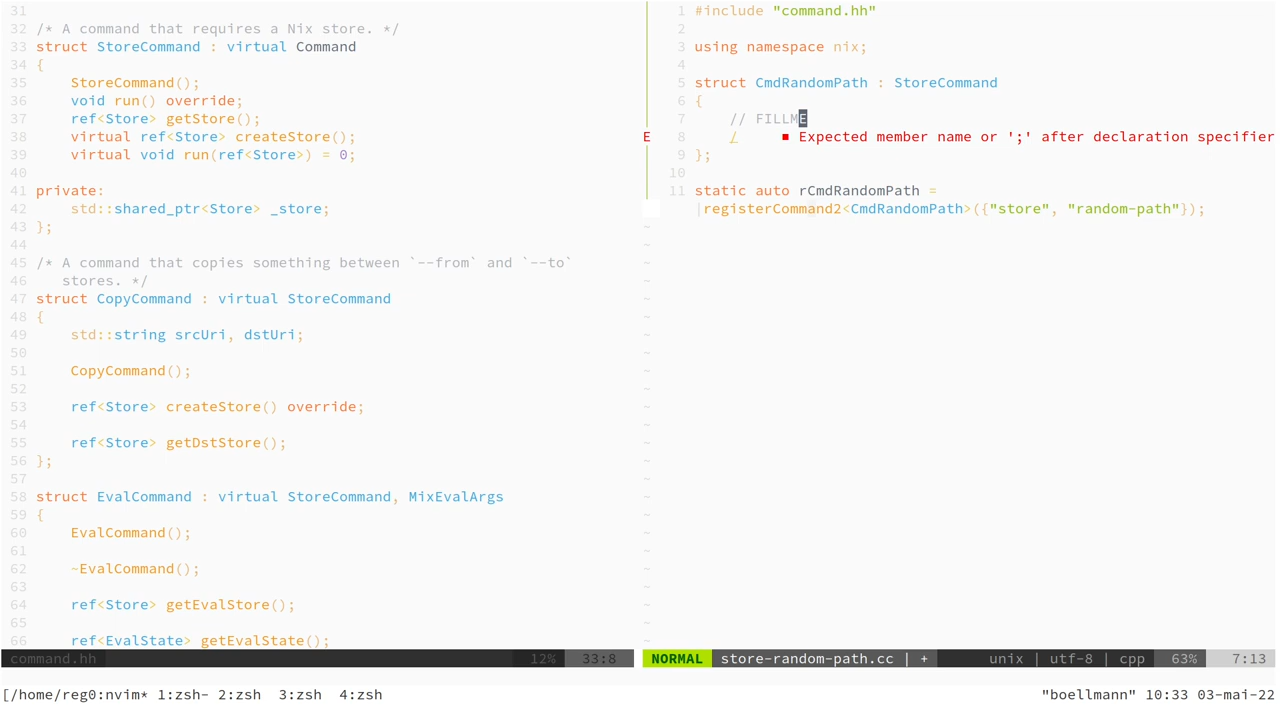 31
32 /* A command that requires a Nix store. */
33 struct StoreCommand : virtual Command
34 {
35     StoreCommand();
36     void run() override;
37     ref<Store> getStore();
38     virtual ref<Store> createStore();
39     virtual void run(ref<Store>) = 0;
40
41 private:
42     std::shared_ptr<Store> _store;
43 };
44
45 /* A command that copies something between `--from` and `--to`
46    stores. */
47 struct CopyCommand : virtual StoreCommand
48 {
49     std::string srcUri, dstUri;
50
51     CopyCommand();
52
53     ref<Store> createStore() override;
54
55     ref<Store> getDstStore();
56 };
57
58 struct EvalCommand : virtual StoreCommand, MixEvalArgs
59 {
60     EvalCommand();
61
62     ~EvalCommand();
63
64     ref<Store> getEvalStore();
65
66     ref<EvalState> getEvalState();
command.hh 12% 33:8
1 #include "command.hh"
2
3 using namespace nix;
4
5 struct CmdRandomPath : StoreCommand
6 {
7     // FILLME
E 8     /     ■ Expected member name or ';' after declaration specifier
9 };
10
11 static auto rCmdRandomPath =
registerCommand2<CmdRandomPath>({"store", "random-path"});
NORMAL store-random-path.cc | + unix | utf-8 | cpp 63% 7:13
[/home/reg0:nvim* 1:zsh- 2:zsh  3:zsh  4:zsh "boellmann" 10:33 03-mai-22